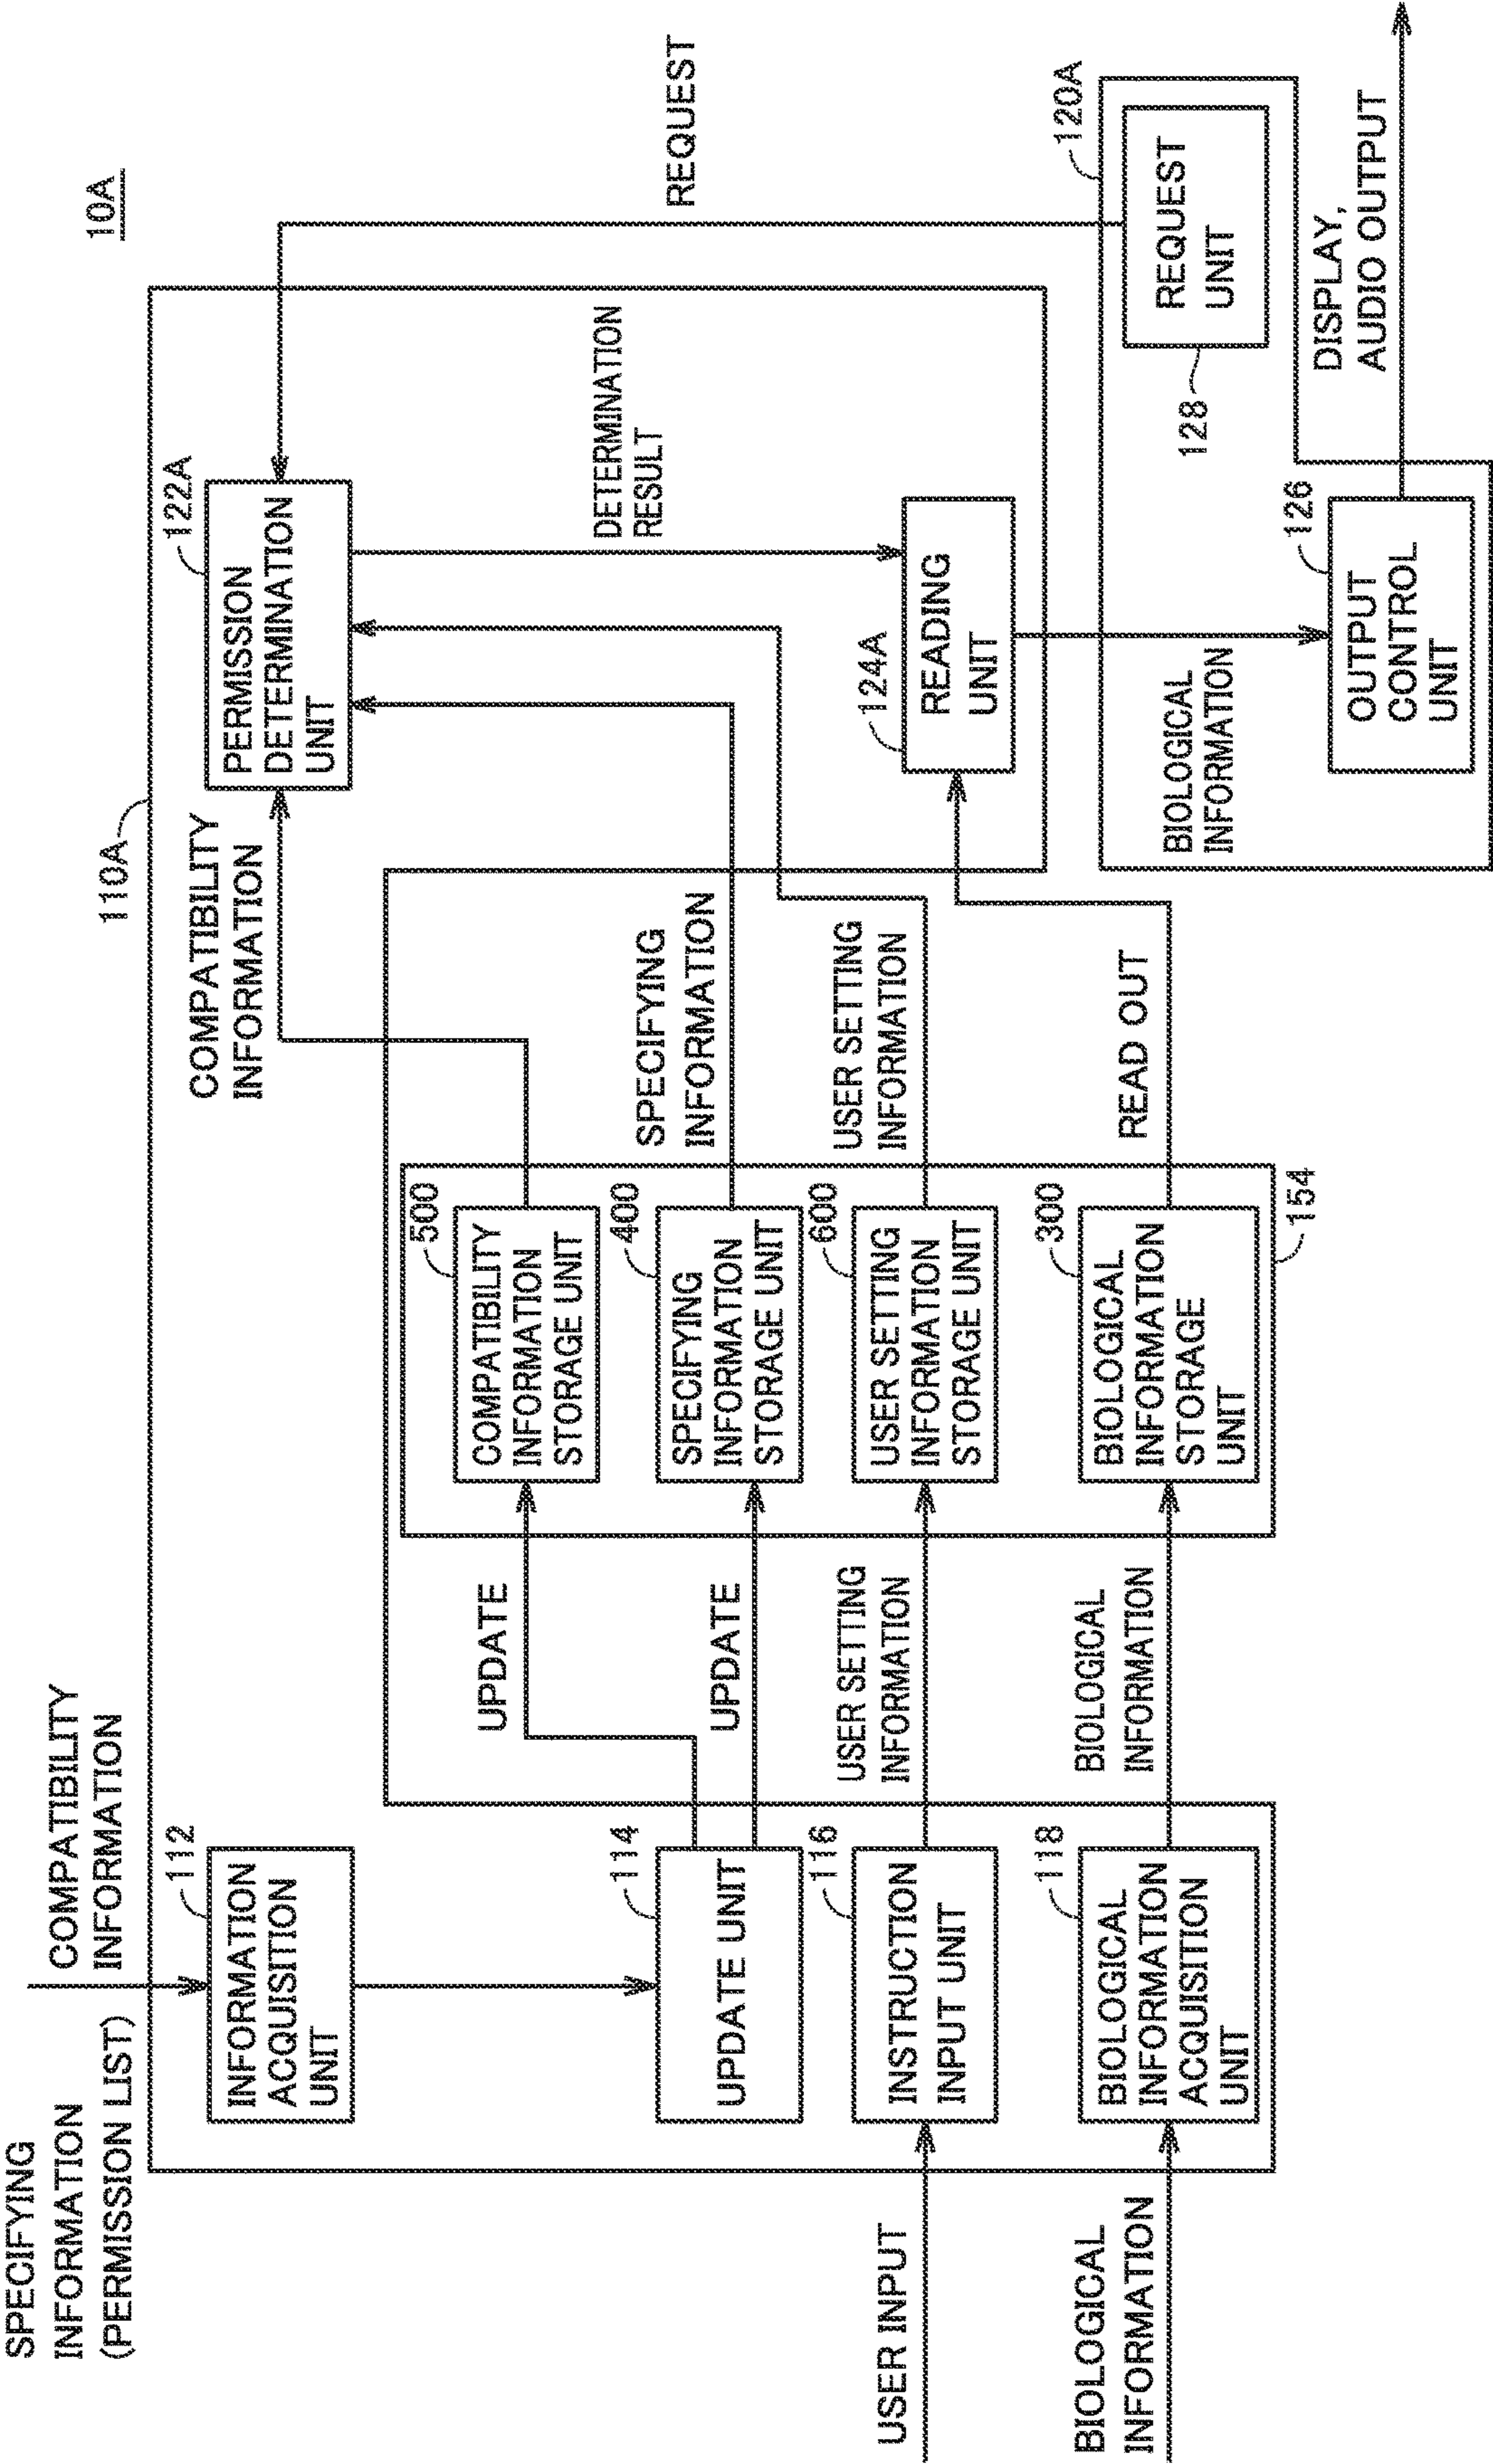 10A
SPECIFYING
INFORMATION
(PERMISSION LIST)
COMPATIBILITY
INFORMATION
110A
112
INFORMATION
ACQUISITION
UNIT
COMPATIBILITY
INFORMATION
122A
PERMISSION
DETERMINATION
UNIT
REQUEST
114
UPDATE UNIT
UPDATE
UPDATE
500
COMPATIBILITY
INFORMATION
STORAGE UNIT
400
SPECIFYING
INFORMATION
STORAGE UNIT
SPECIFYING
INFORMATION
DETERMINATION
RESULT
USER INPUT
116
INSTRUCTION
INPUT UNIT
USER SETTING
INFORMATION
600
USER SETTING
INFORMATION
STORAGE UNIT
USER SETTING
INFORMATION
124A
READING
UNIT
BIOLOGICAL
INFORMATION
118
BIOLOGICAL
INFORMATION
ACQUISITION
UNIT
BIOLOGICAL
INFORMATION
300
BIOLOGICAL
INFORMATION
STORAGE
UNIT
154
READ OUT
BIOLOGICAL
INFORMATION
120A
REQUEST
UNIT
128
126
OUTPUT
CONTROL
UNIT
DISPLAY,
AUDIO OUTPUT